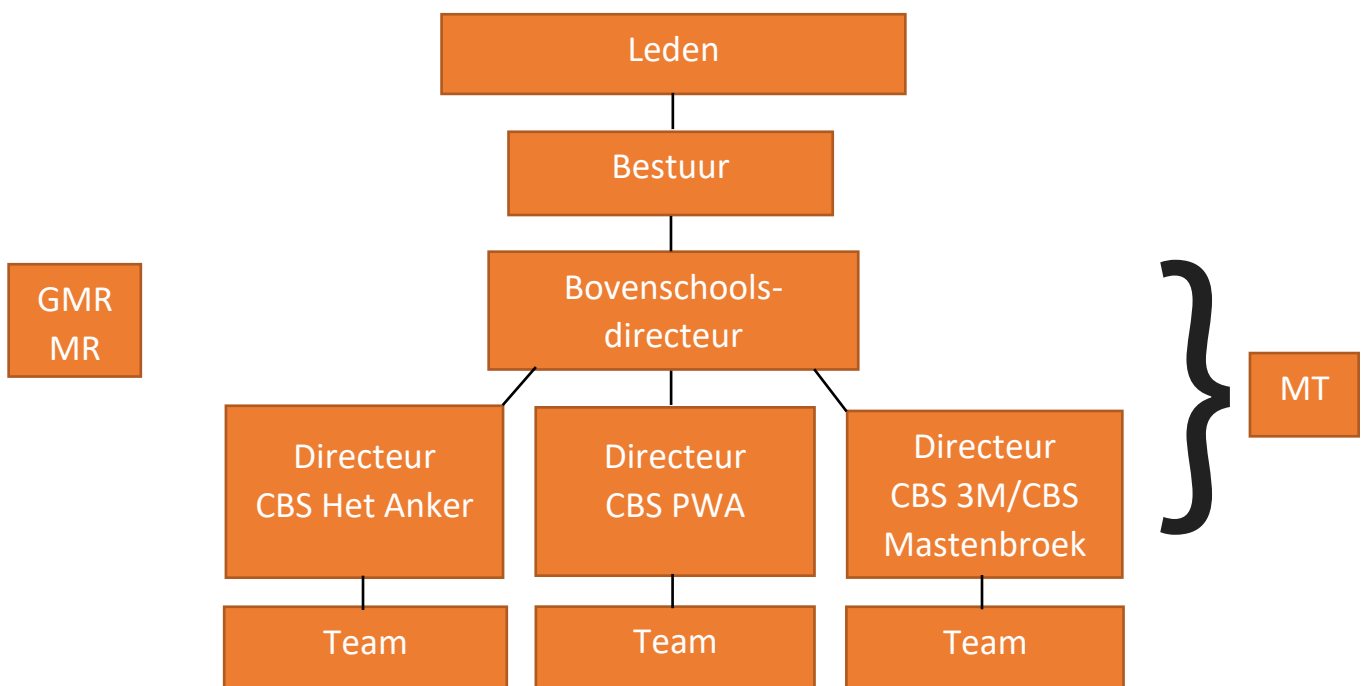 Leden
Bestuur
Bovenschools-
directeur
GMR
MR
MT
Directeur
CBS Het Anker
Directeur
CBS PWA
Directeur
CBS 3M/CBS
Mastenbroek
Team
Team
Team